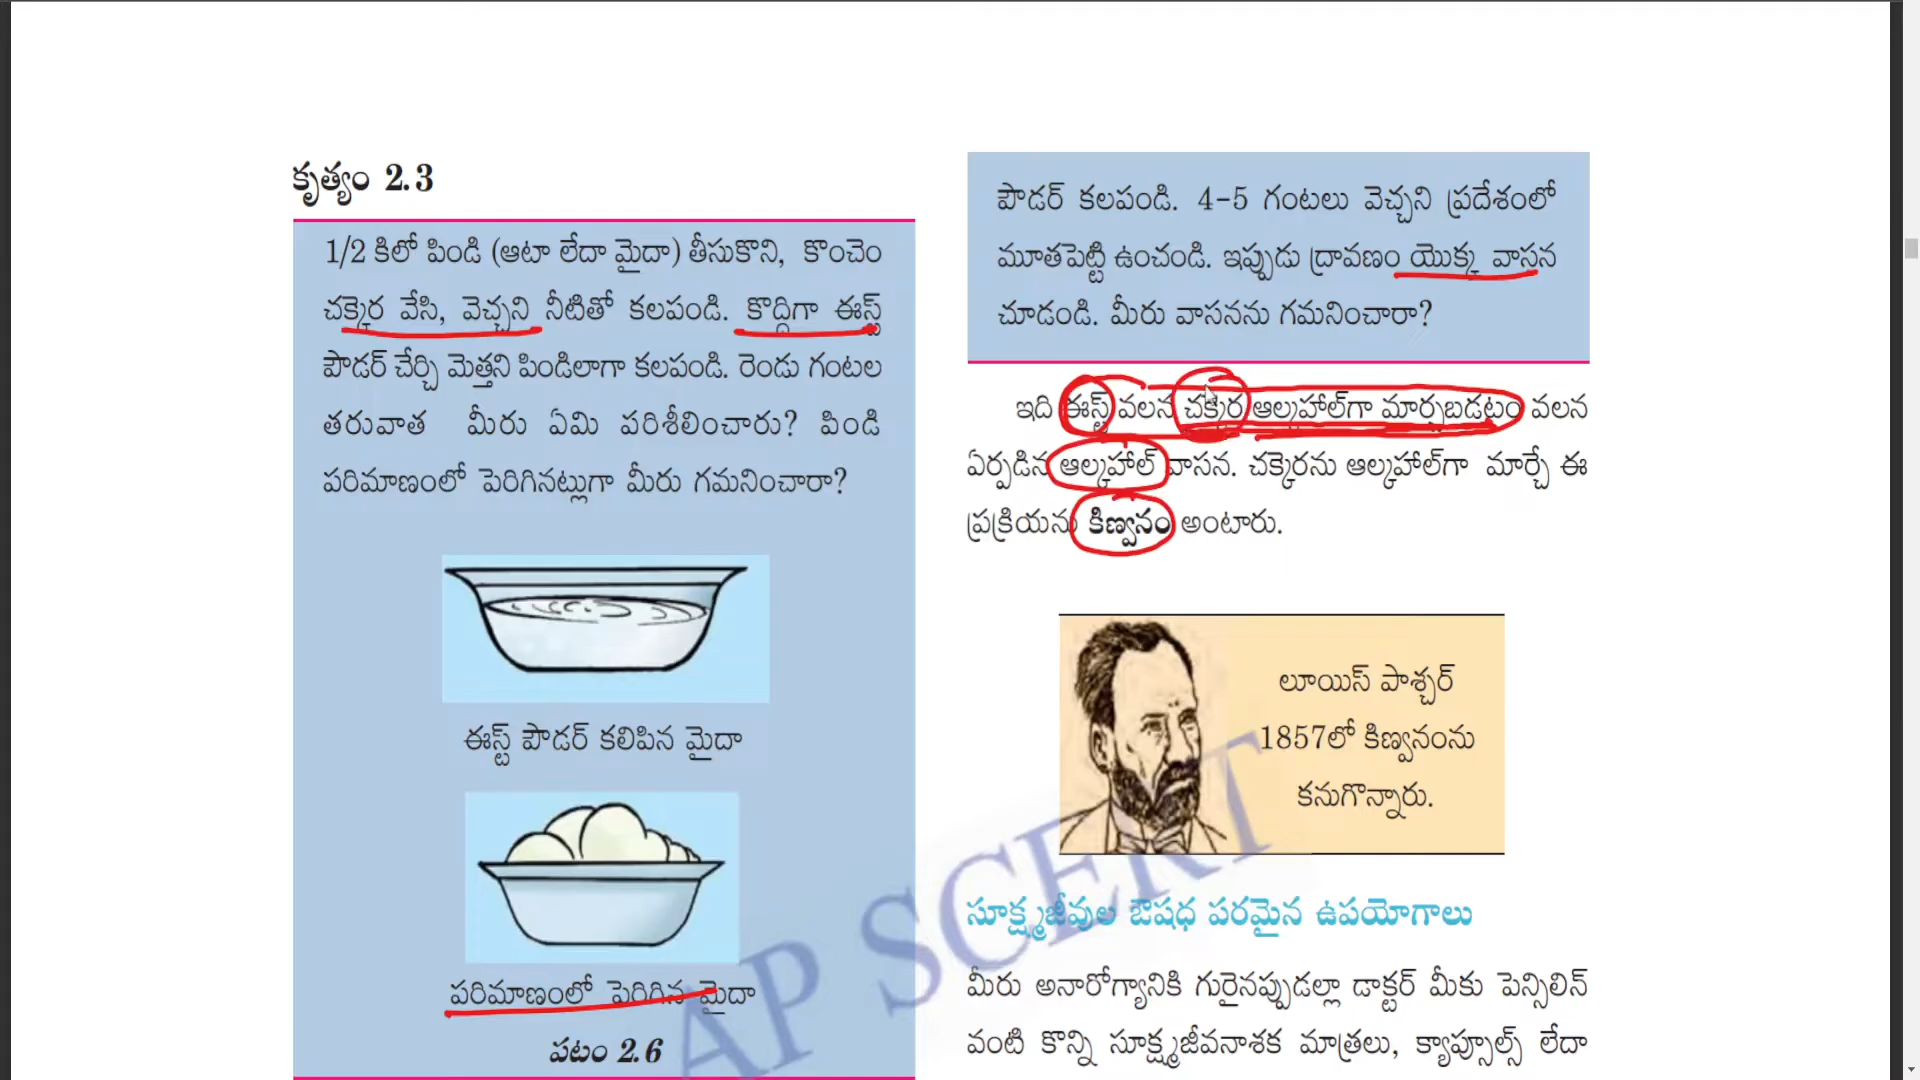 కృత్యం 2.3
1/2 కిలో పిండి (ఆటా లేదా మైదా) తీసుకొని, కొంచెం
చక్కెర వేసి, వెచ్చని నీటితో కలపండి. కొద్దిగా ఈస్ట్
పౌడర్ చేర్చి మెత్తని పిండిలాగా కలపండి. రెండు గంటల
తరువాత మీరు ఏమి పరిశీలించారు? పిండి
పరిమాణంలో పెరిగినట్లుగా మీరు గమనించారా?
ఈస్ట్ పౌడర్ కలిపిన మైదా
పరిమాణంలో పెరిగిన మైదా
పటం 2.6
పౌడర్ కలపండి. 4-5 గంటలు వెచ్చని ప్రదేశంలో
మూతపెట్టి ఉంచండి. ఇప్పుడు ద్రావణం యొక్క వాసన
చూడండి. మీరు వాసనను గమనించారా?
ఇది ఈస్ట్ వలన చక్కెర ఆల్కహాల్‌గా మార్చబడటం వలన
ఏర్పడిన ఆల్కహాల్ వాసన. చక్కెరను ఆల్కహాల్‌గా మార్చే ఈ
ప్రక్రియను కిణ్వనం అంటారు.
లూయిస్ పాశ్చర్
1857లో కిణ్వనంను
కనుగొన్నారు.
సూక్ష్మజీవుల ఔషధ పరమైన ఉపయోగాలు
మీరు అనారోగ్యానికి గురైనప్పుడల్లా డాక్టర్ మీకు పెన్సిలిన్
వంటి కొన్ని సూక్ష్మజీవనాశక మాత్రలు, క్యాప్సూల్స్ లేదా
AP SCERT